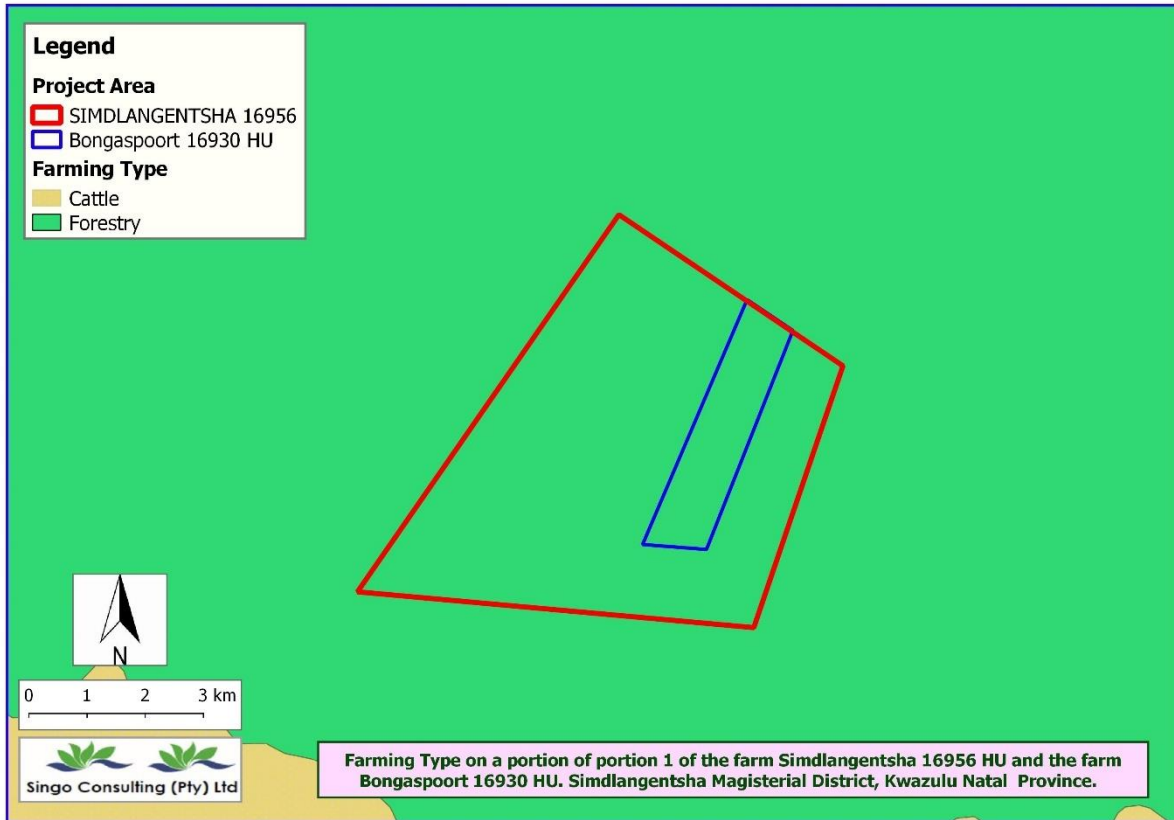 Legend
Project Area
SIMDLANGENTSHA 16956
Bongaspoort 16930 HU
Farming Type
Cattle
Forestry
N
0 1 2 3 km
Singo Consulting (Pty) Ltd
Farming Type on a portion of portion 1 of the farm Simdlangentsha 16956 HU and the farm
Bongaspoort 16930 HU. Simdlangentsha Magisterial District, Kwazulu Natal Province.